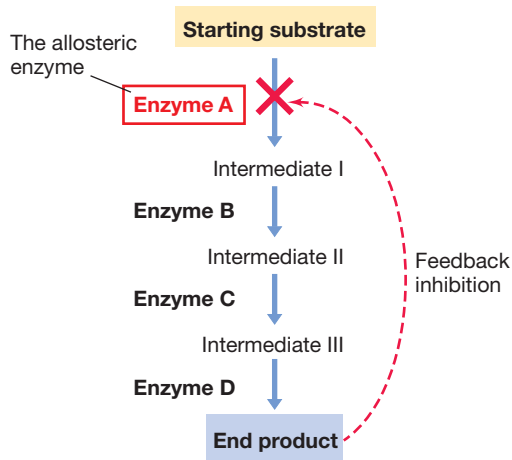 Starting substrate
The allosteric
enzyme
Enzyme A
Intermediate I
Enzyme B
Intermediate II
Feedback
inhibition
Enzyme C
Intermediate III
Enzyme D
End product